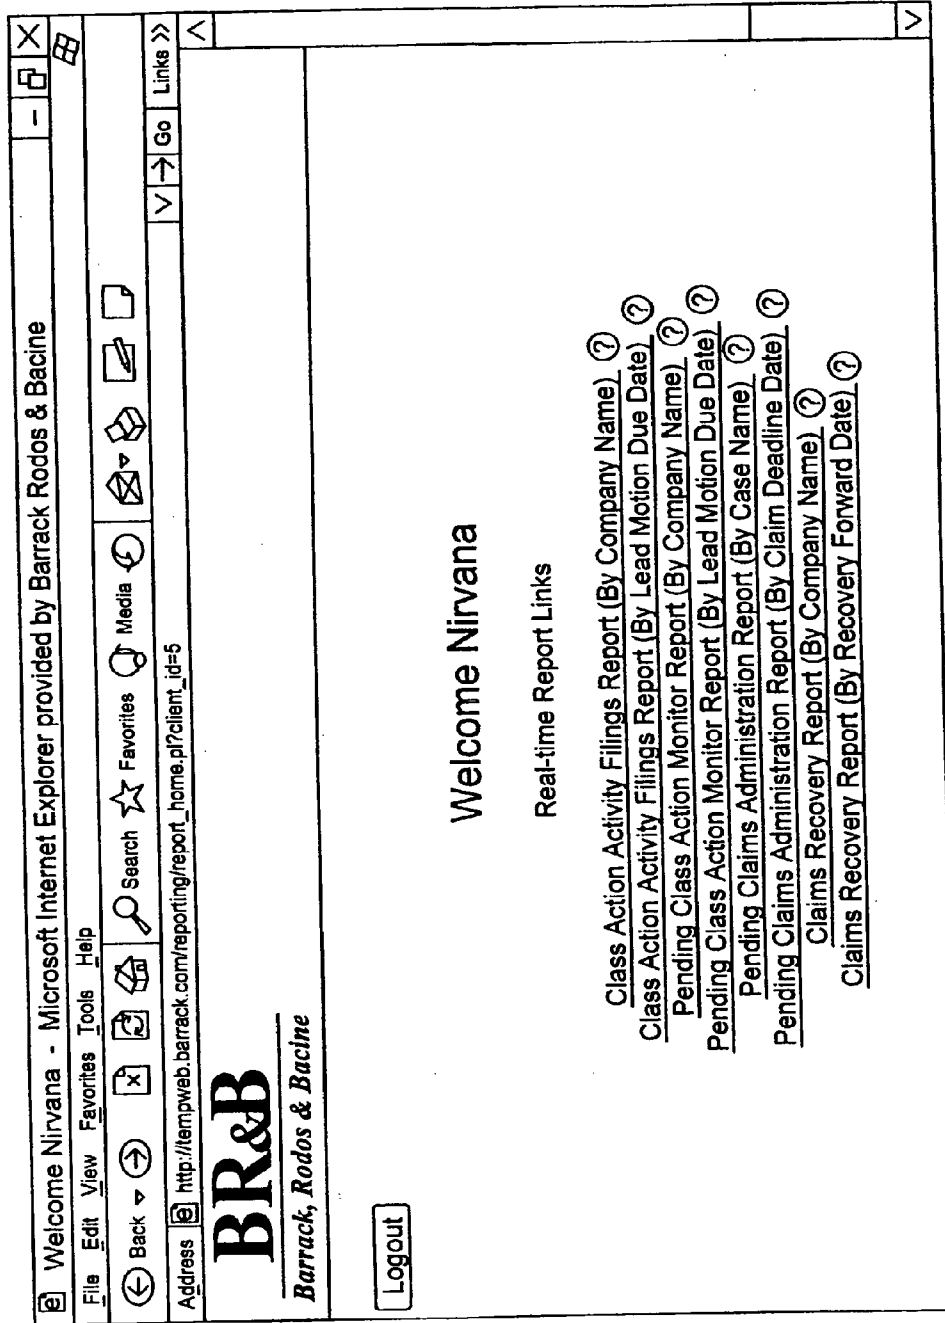 Welcome Nirvana - Microsoft Internet Explorer provided by Barrack Rodos & Bacine
File Edit View Favorites Tools Help
Back Search Favorites Media
Address http://tempweb.barrack.com/reporting/report_home.pl?client_id=5 Go Links >>
BR&B
Barrack, Rodos & Bacine
Logout
Welcome Nirvana
Real-time Report Links
Class Action Activity Filings Report (By Company Name) ?
Class Action Activity Filings Report (By Lead Motion Due Date) ?
Pending Class Action Monitor Report (By Company Name) ?
Pending Class Action Monitor Report (By Lead Motion Due Date) ?
Pending Claims Administration Report (By Case Name) ?
Pending Claims Administration Report (By Claim Deadline Date) ?
Claims Recovery Report (By Company Name) ?
Claims Recovery Report (By Recovery Forward Date) ?